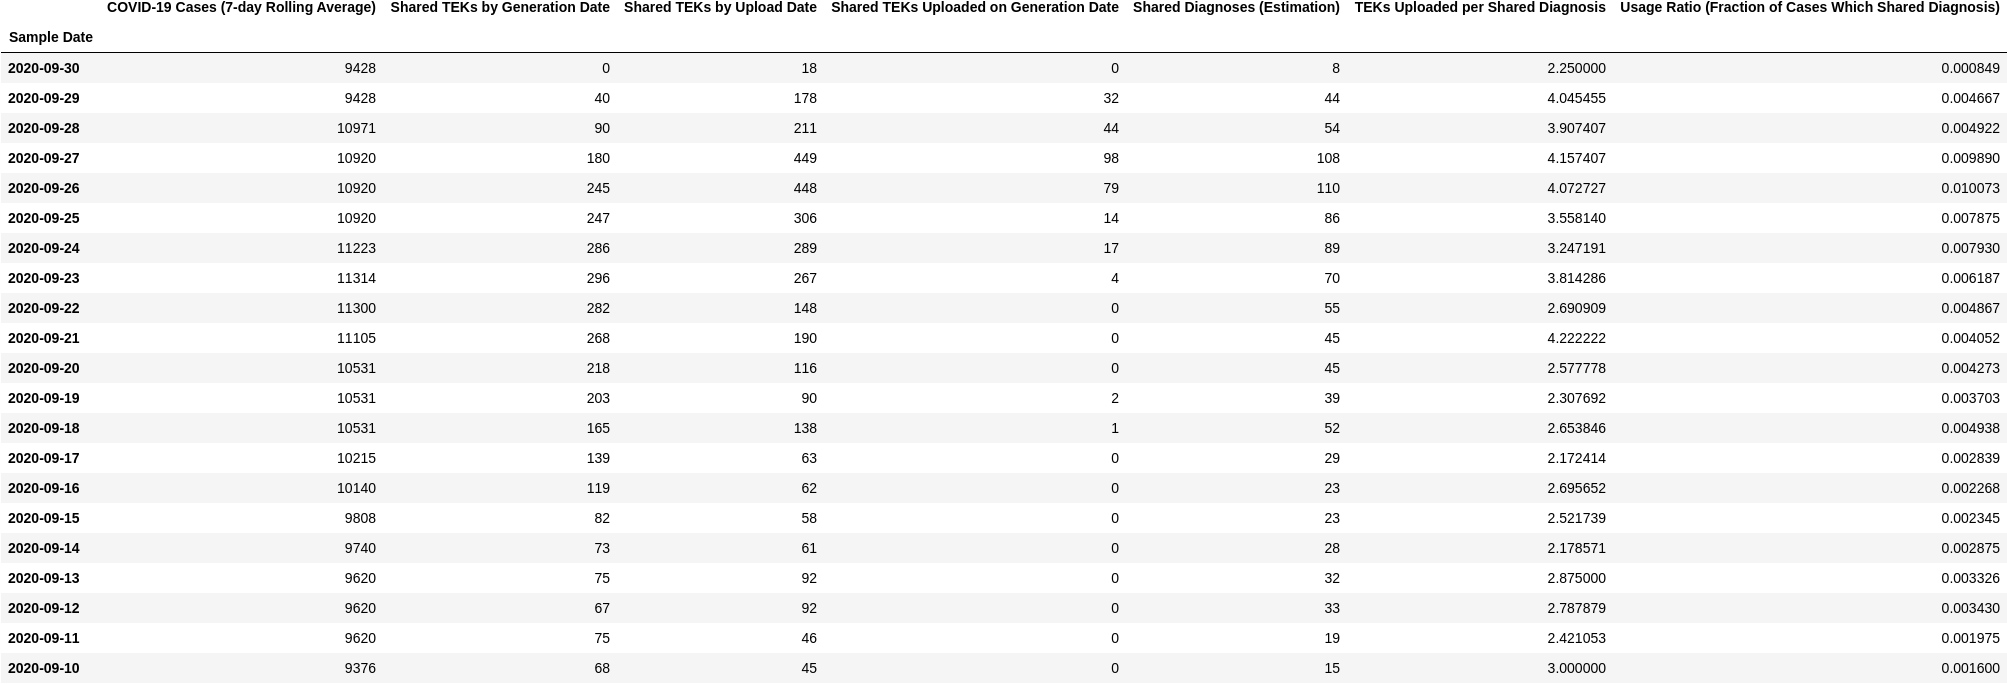 COVID-19 Cases (7-day Rolling Average) Shared TEKs by Generation Date Shared TEKs by Upload Date Shared TEKs Uploaded on Generation Date Shared Diagnoses (Estimation) TEKs Uploaded per Shared Diagnosis Usage Ratio (Fraction of Cases Which Shared Diagnosis)
Sample Date
2020-09-30 9428 0 18 0 8 2.250000 0.000849
2020-09-29 9428 40 178 32 44 4.045455 0.004667
2020-09-28 10971 90 211 44 54 3.907407 0.004922
2020-09-27 10920 180 449 98 108 4.157407 0.009890
2020-09-26 10920 245 448 79 110 4.072727 0.010073
2020-09-25 10920 247 306 14 86 3.558140 0.007875
2020-09-24 11223 286 289 17 89 3.247191 0.007930
2020-09-23 11314 296 267 4 70 3.814286 0.006187
2020-09-22 11300 282 148 0 55 2.690909 0.004867
2020-09-21 11105 268 190 0 45 4.222222 0.004052
2020-09-20 10531 218 116 0 45 2.577778 0.004273
2020-09-19 10531 203 90 2 39 2.307692 0.003703
2020-09-18 10531 165 138 1 52 2.653846 0.004938
2020-09-17 10215 139 63 0 29 2.172414 0.002839
2020-09-16 10140 119 62 0 23 2.695652 0.002268
2020-09-15 9808 82 58 0 23 2.521739 0.002345
2020-09-14 9740 73 61 0 28 2.178571 0.002875
2020-09-13 9620 75 92 0 32 2.875000 0.003326
2020-09-12 9620 67 92 0 33 2.787879 0.003430
2020-09-11 9620 75 46 0 19 2.421053 0.001975
2020-09-10 9376 68 45 0 15 3.000000 0.001600